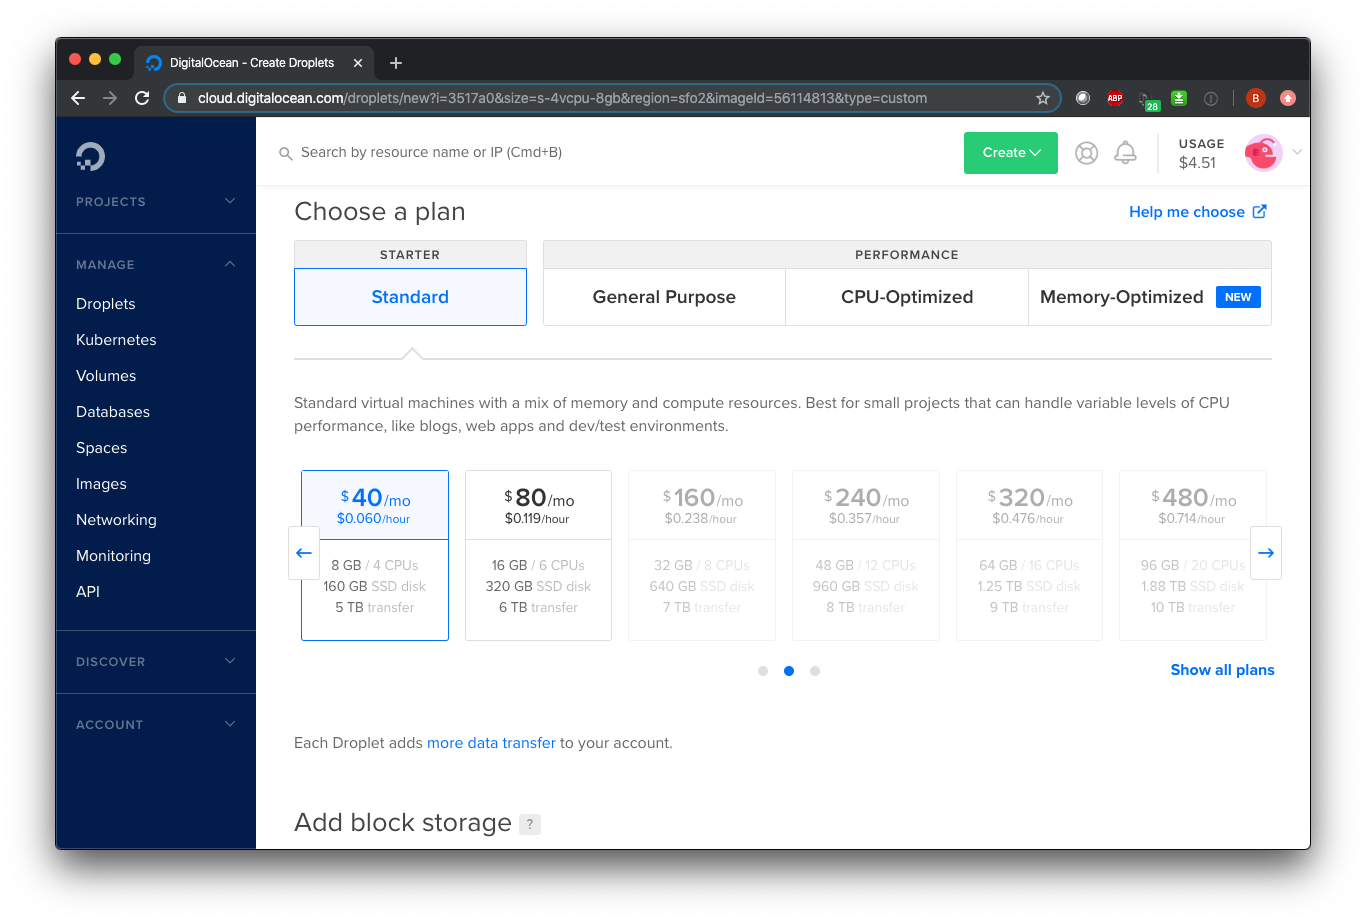 DigitalOcean - Create Droplets
cloud.digitalocean.com/droplets/new?i=3517a0&size=s-4vcpu-8gb&region=sfo2&imageId=56114813&type=custom
ABP
28
B
Search by resource name or IP (Cmd+B)
Create
USAGE
$4.51
PROJECTS
MANAGE
Droplets
Kubernetes
Volumes
Databases
Spaces
Images
Networking
Monitoring
API
DISCOVER
ACCOUNT
Choose a plan
Help me choose
STARTER
PERFORMANCE
Standard
General Purpose
CPU-Optimized
Memory-Optimized NEW
Standard virtual machines with a mix of memory and compute resources. Best for small projects that can handle variable levels of CPU
performance, like blogs, web apps and dev/test environments.
$40/mo
$0.060/hour
8 GB / 4 CPUs
160 GB SSD disk
5 TB transfer
$80/mo
$0.119/hour
16 GB / 6 CPUs
320 GB SSD disk
6 TB transfer
$160/mo
$0.238/hour
32 GB / 8 CPUs
640 GB SSD disk
7 TB transfer
$240/mo
$0.357/hour
48 GB / 12 CPUs
960 GB SSD disk
8 TB transfer
$320/mo
$0.476/hour
64 GB / 16 CPUs
1.25 TB SSD disk
9 TB transfer
$480/mo
$0.714/hour
96 GB / 20 CPUs
1.88 TB SSD disk
10 TB transfer
Show all plans
Each Droplet adds more data transfer to your account.
Add block storage ?